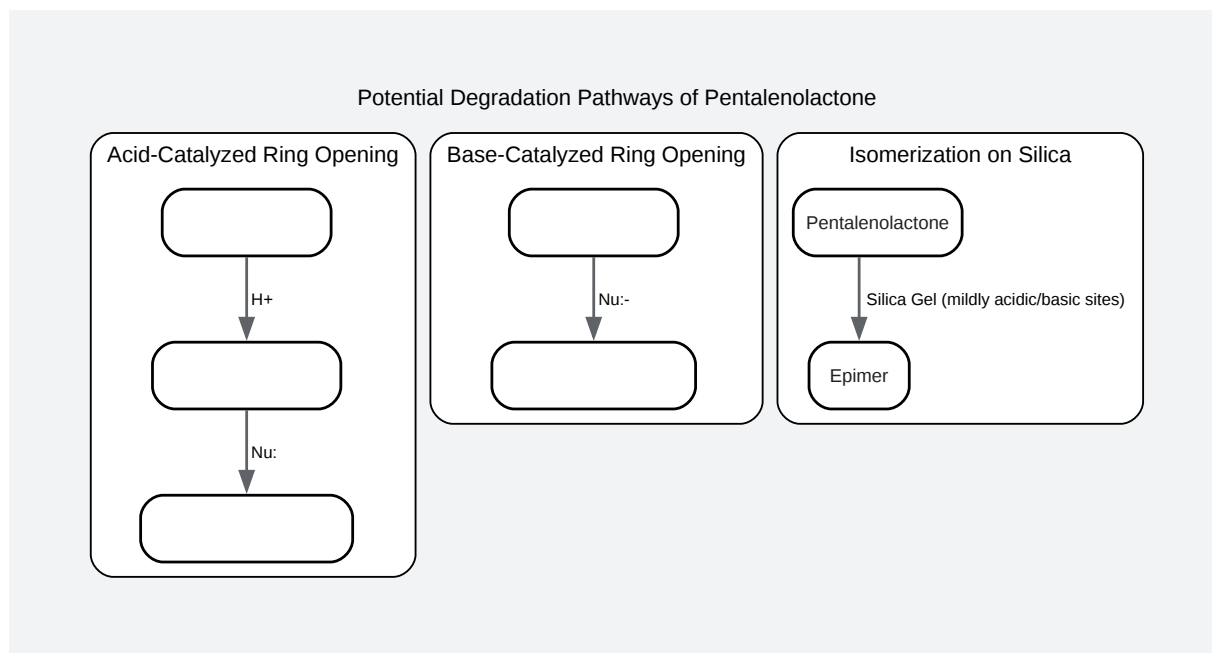 Potential Degradation Pathways of Pentalenolactone
Acid-Catalyzed Ring Opening
H+
Nu:
Base-Catalyzed Ring Opening
Nu:-
Isomerization on Silica
Pentalenolactone
Silica Gel (mildly acidic/basic sites)
Epimer